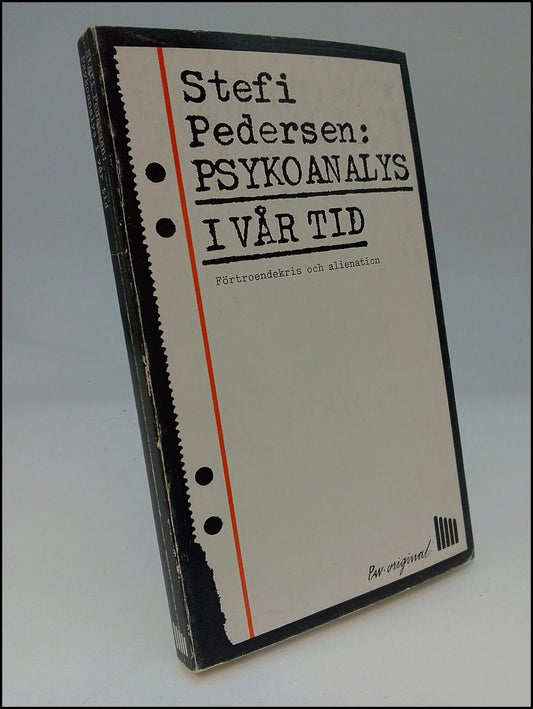 Stefi
Pedersen:
PSYKOANALYS
I VÅR TID
Förtroendekris och alienation
PAN-original